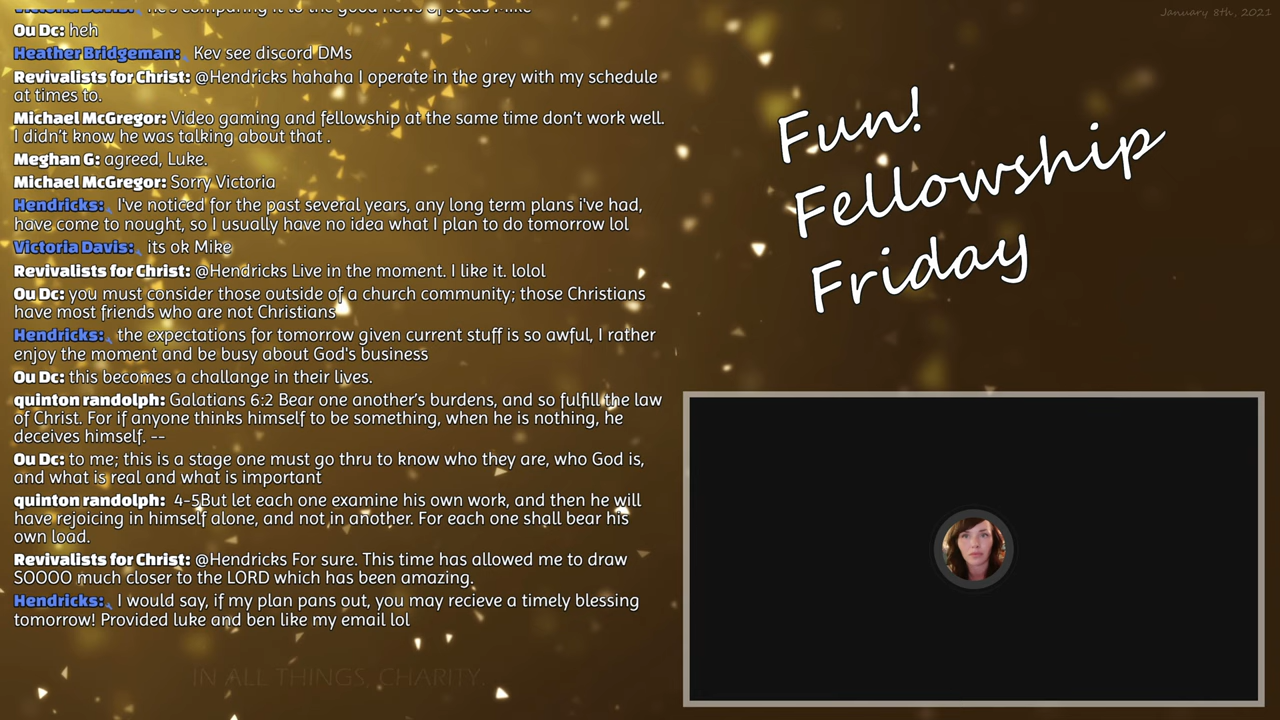 Victoria Davis: he's comparing it to the good news of Jesus Mike
Ou Dc: heh
Heather Bridgeman: Kev see discord DMs
Revivalists for Christ: @Hendricks hahaha I operate in the grey with my schedule
at times to.
Michael McGregor: Video gaming and fellowship at the same time don't work well.
I didn't know he was talking about that .
Meghan G: agreed, Luke.
Michael McGregor: Sorry Victoria
Hendricks: I've noticed for the past several years, any long term plans i've had,
have come to nought, so I usually have no idea what I plan to do tomorrow lol
Victoria Davis: its ok Mike
Revivalists for Christ: @Hendricks Live in the moment. I like it. lolol
Ou Dc: you must consider those outside of a church community; those Christians
have most friends who are not Christians
Hendricks: the expectations for tomorrow given current stuff is so awful, I rather
enjoy the moment and be busy about God's business
Ou Dc: this becomes a challange in their lives.
quinton randolph: Galatians 6:2 Bear one another's burdens, and so fulfill the law
of Christ. For if anyone thinks himself to be something, when he is nothing, he
deceives himself. --
Ou Dc: to me; this is a stage one must go thru to know who they are, who God is,
and what is real and what is important
quinton randolph: 4-5But let each one examine his own work, and then he will
have rejoicing in himself alone, and not in another. For each one shall bear his
own load.
Revivalists for Christ: @Hendricks For sure. This time has allowed me to draw
SOOOO much closer to the LORD which has been amazing.
Hendricks: I would say, if my plan pans out, you may recieve a timely blessing
tomorrow! Provided luke and ben like my email lol
IN ALL THINGS, CHARITY.
January 8th, 2021
Fun!
Fellowship
Friday